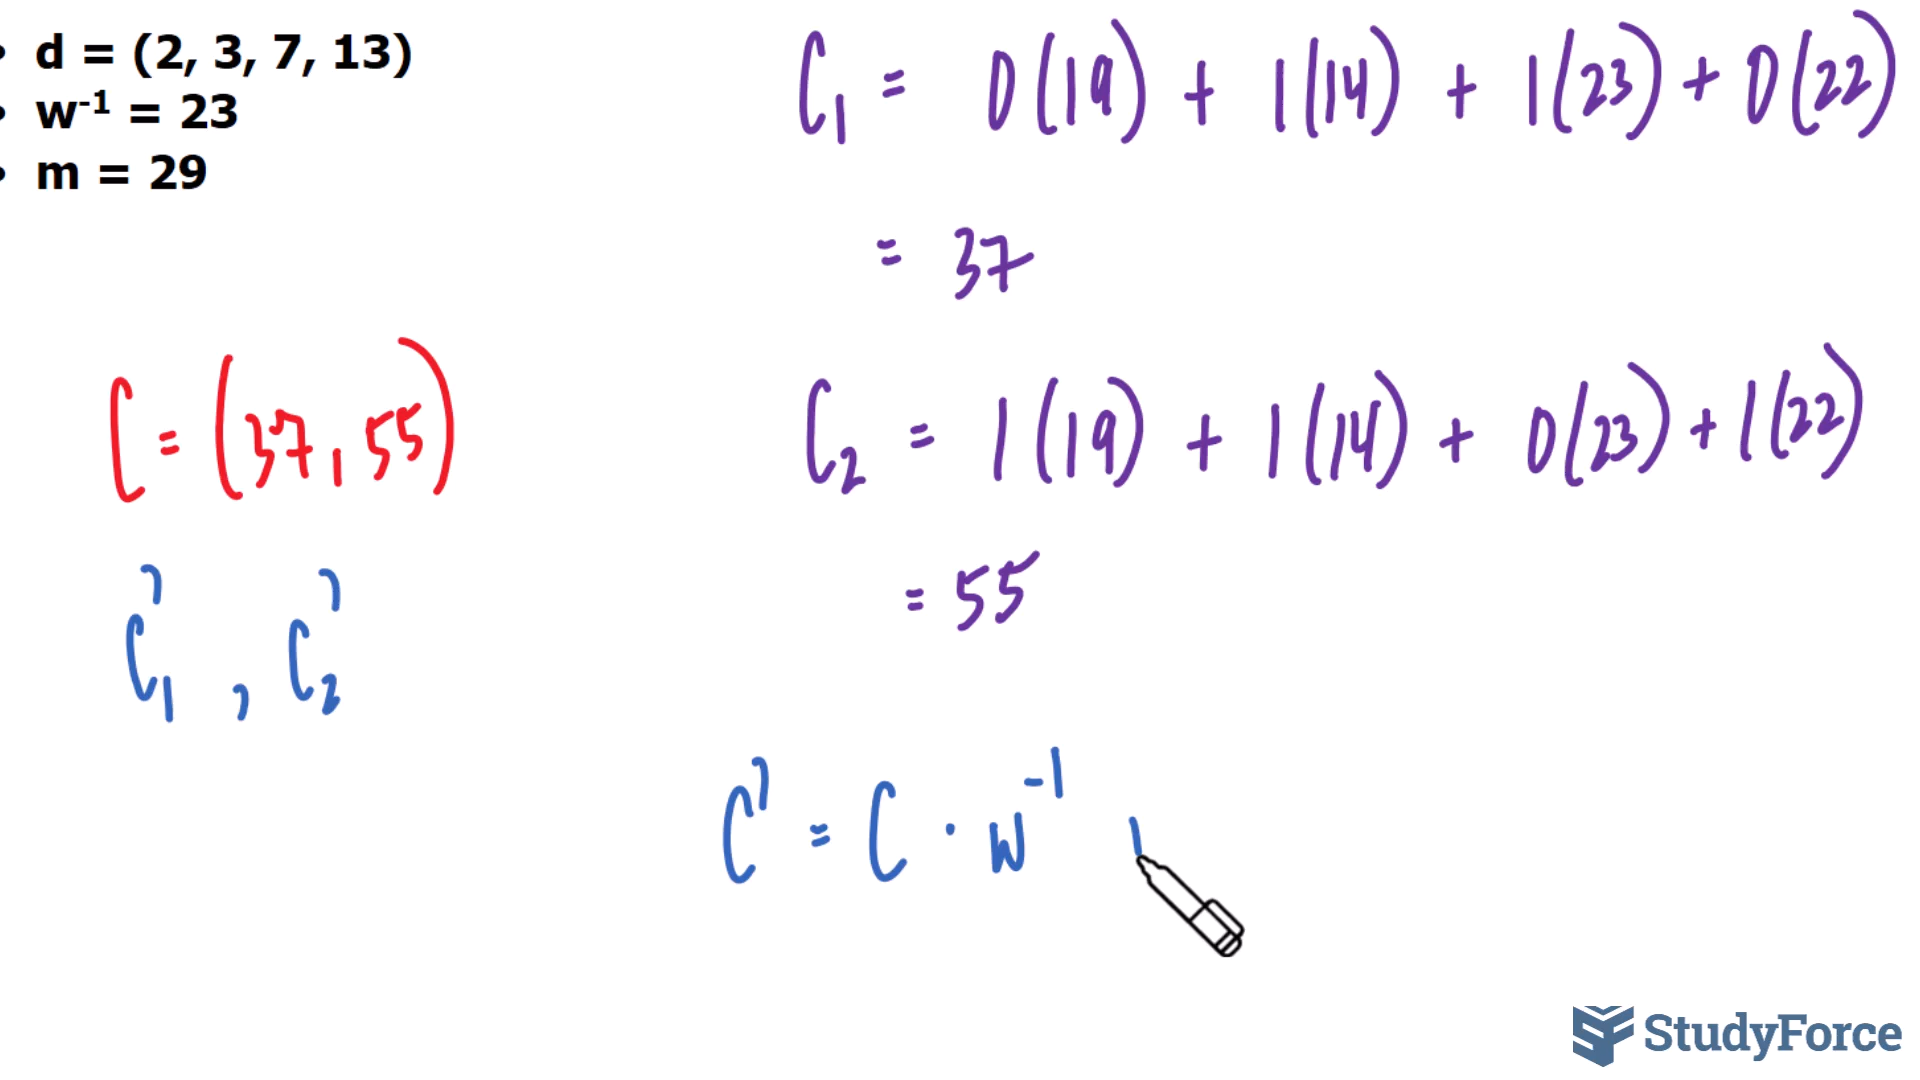 • d = (2, 3, 7, 13)
• w⁻¹ = 23
• m = 29
C₁ = 0(19) + 1(14) + 1(23) + 0(22)
= 37
C = (37, 55)
C₂ = 1(19) + 1(14) + 0(23) + 1(22)
= 55
C₁' , C₂'
C' = C · w⁻¹
StudyForce